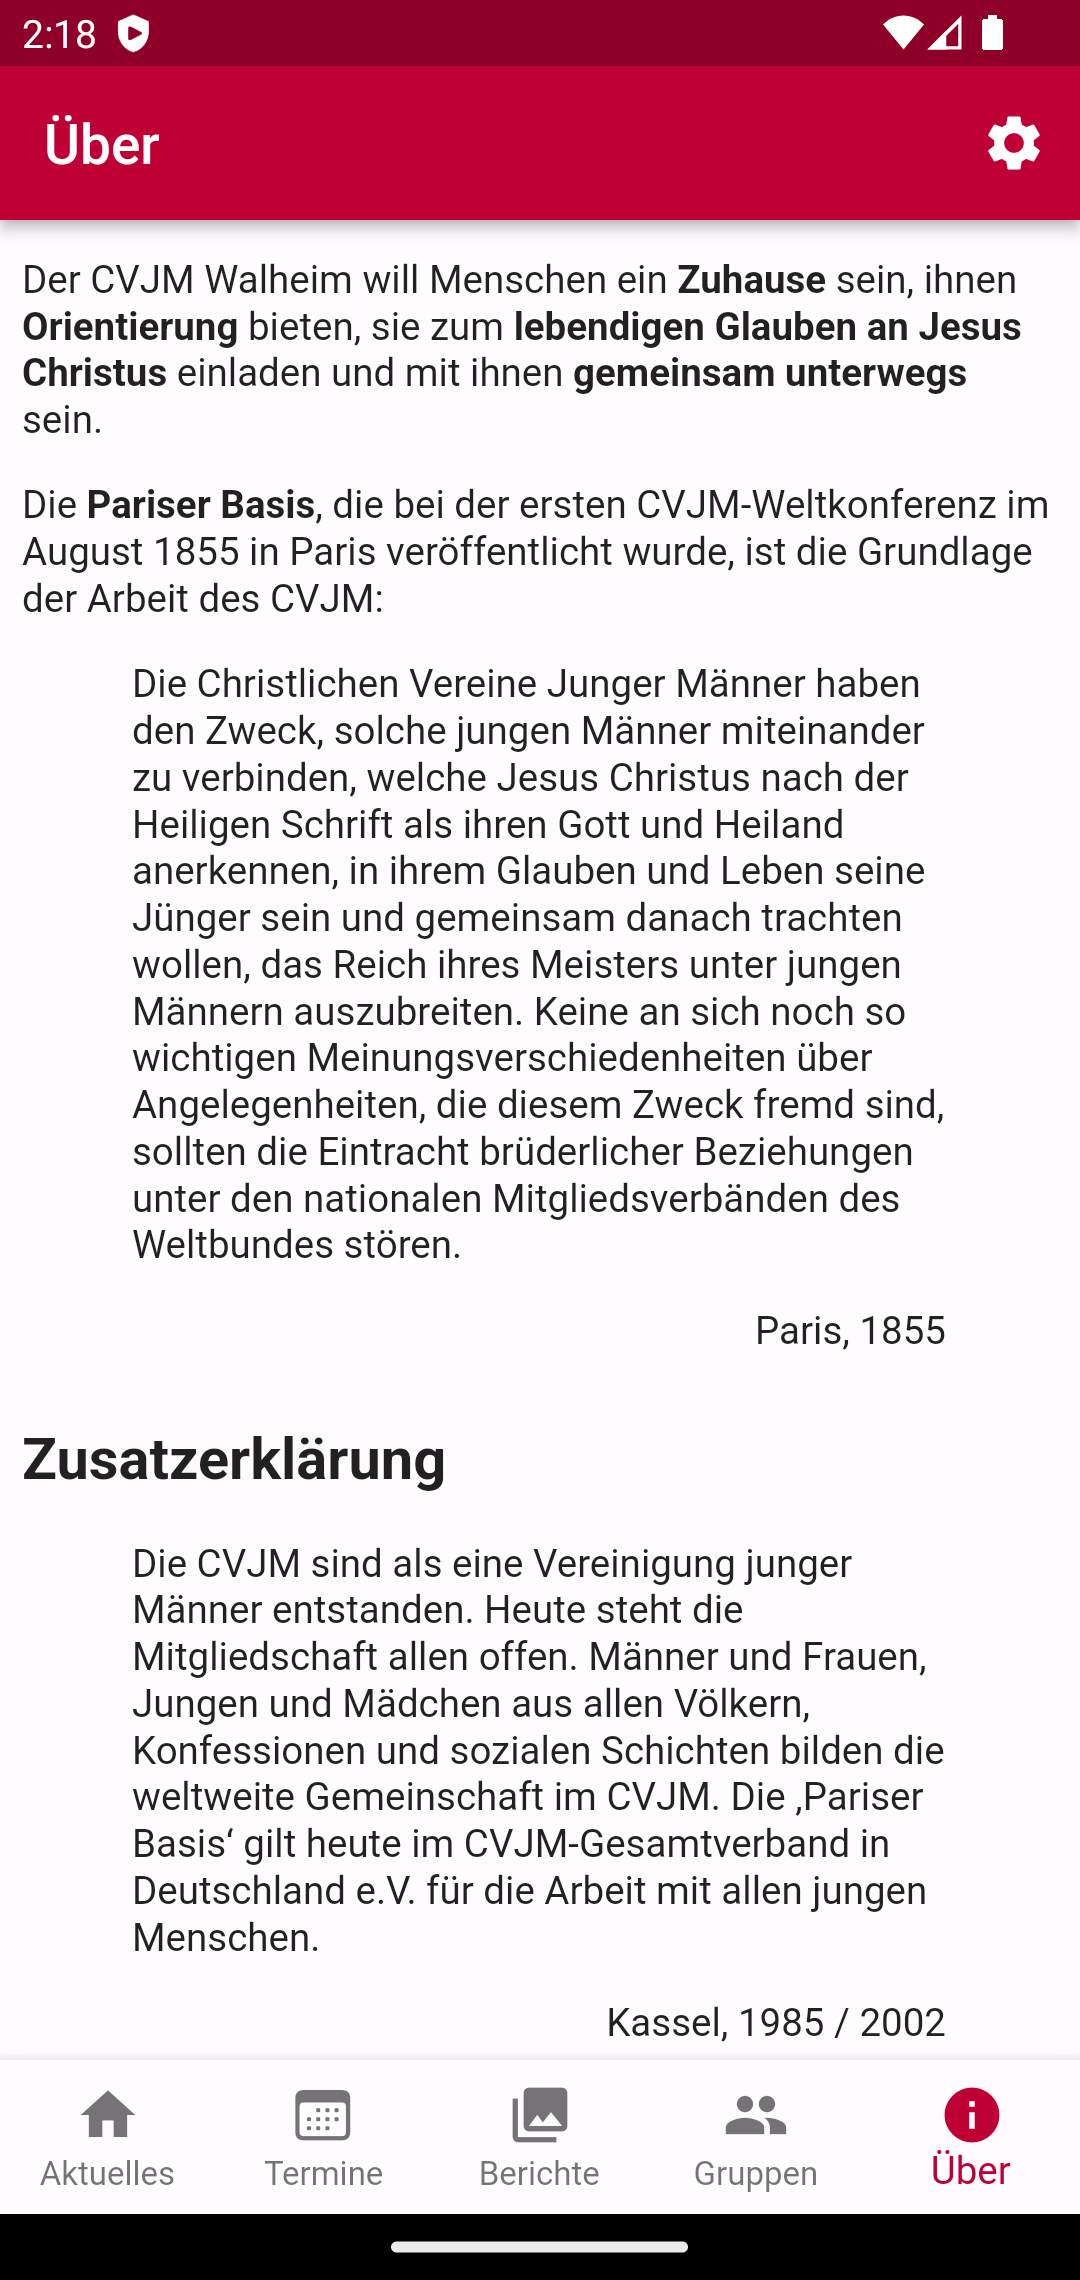 2:18
Über
Der CVJM Walheim will Menschen ein Zuhause sein, ihnen
Orientierung bieten, sie zum lebendigen Glauben an Jesus
Christus einladen und mit ihnen gemeinsam unterwegs
sein.
Die Pariser Basis, die bei der ersten CVJM-Weltkonferenz im
August 1855 in Paris veröffentlicht wurde, ist die Grundlage
der Arbeit des CVJM:
Die Christlichen Vereine Junger Männer haben
den Zweck, solche jungen Männer miteinander
zu verbinden, welche Jesus Christus nach der
Heiligen Schrift als ihren Gott und Heiland
anerkennen, in ihrem Glauben und Leben seine
Jünger sein und gemeinsam danach trachten
wollen, das Reich ihres Meisters unter jungen
Männern auszubreiten. Keine an sich noch so
wichtigen Meinungsverschiedenheiten über
Angelegenheiten, die diesem Zweck fremd sind,
sollten die Eintracht brüderlicher Beziehungen
unter den nationalen Mitgliedsverbänden des
Weltbundes stören.
Paris, 1855
Zusatzerklärung
Die CVJM sind als eine Vereinigung junger
Männer entstanden. Heute steht die
Mitgliedschaft allen offen. Männer und Frauen,
Jungen und Mädchen aus allen Völkern,
Konfessionen und sozialen Schichten bilden die
weltweite Gemeinschaft im CVJM. Die ‚Pariser
Basis‘ gilt heute im CVJM-Gesamtverband in
Deutschland e.V. für die Arbeit mit allen jungen
Menschen.
Kassel, 1985 / 2002
Aktuelles
Termine
Berichte
Gruppen
Über